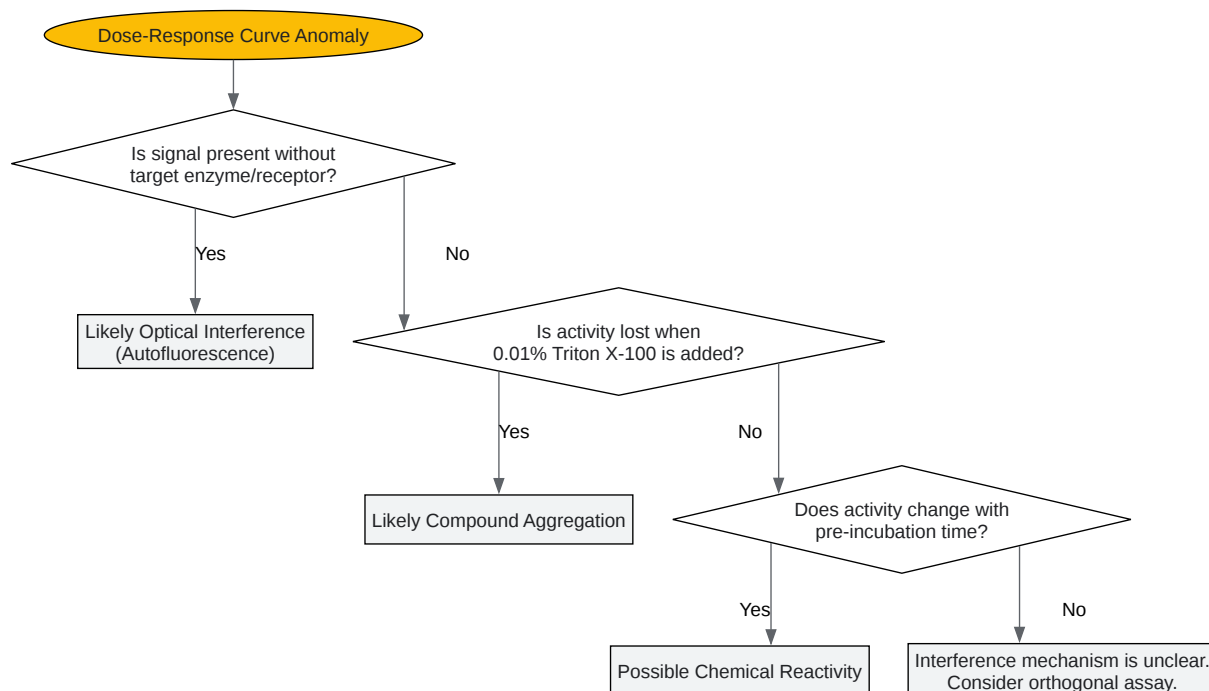 Dose-Response Curve Anomaly
Is signal present without
target enzyme/receptor?
Yes
No
Likely Optical Interference
(Autofluorescence)
Is activity lost when
0.01% Triton X-100 is added?
Yes
No
Likely Compound Aggregation
Does activity change with
pre-incubation time?
Yes
No
Possible Chemical Reactivity
Interference mechanism is unclear.
Consider orthogonal assay.